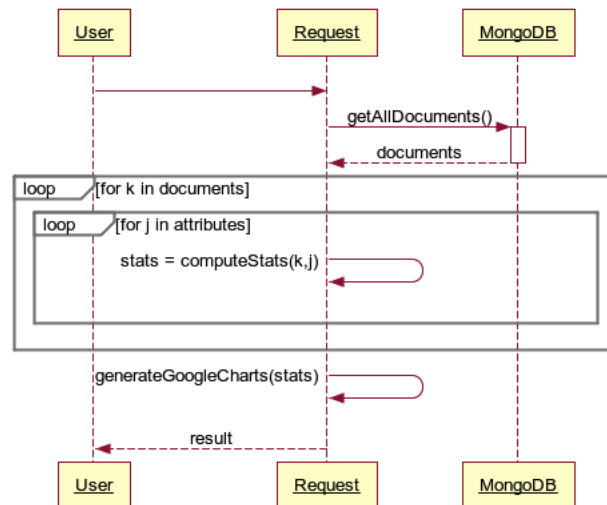 User
Request
MongoDB
getAllDocuments()
documents
loop [for k in documents]
loop [for j in attributes]
stats = computeStats(k,j)
generateGoogleCharts(stats)
result
User
Request
MongoDB